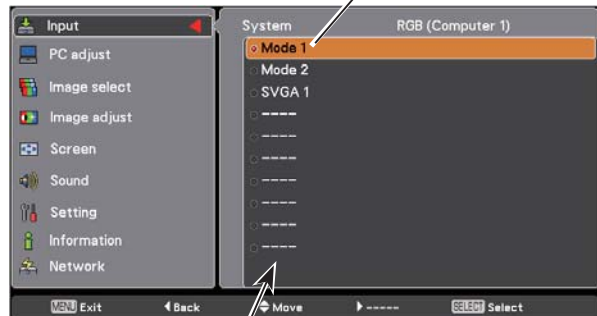 Input
PC adjust
Image select
Image adjust
Screen
Sound
Setting
Information
Network
System RGB (Computer 1)
Mode 1
Mode 2
SVGA 1
----
----
----
----
----
----
----
MENU Exit Back Move ----- SELECT Select